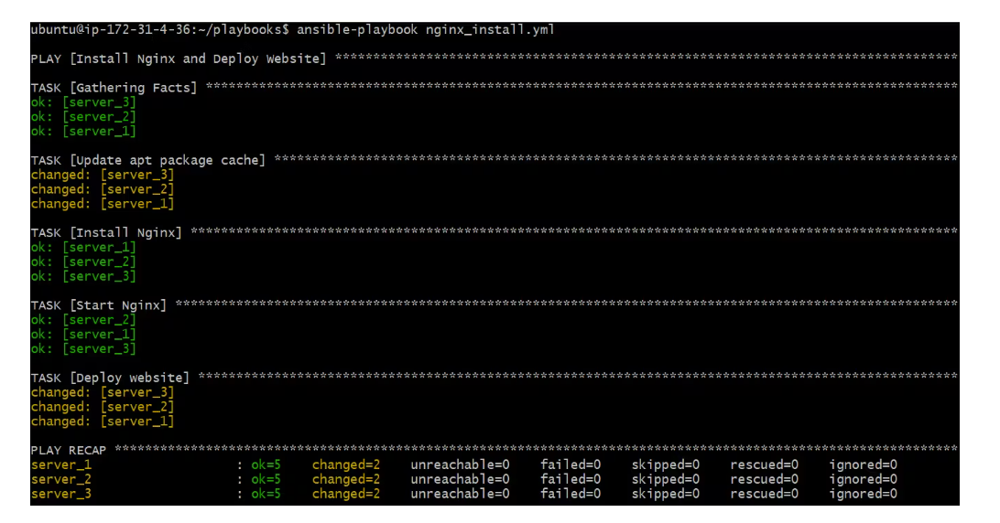 ubuntu@ip-172-31-4-36:~/playbooks$ ansible-playbook nginx_install.yml
PLAY [Install Nginx and Deploy Website] **********************************************************************************
TASK [Gathering Facts] ***************************************************************************************************
ok: [server_3]
ok: [server_2]
ok: [server_1]
TASK [Update apt package cache] ******************************************************************************************
changed: [server_3]
changed: [server_2]
changed: [server_1]
TASK [Install Nginx] *****************************************************************************************************
ok: [server_1]
ok: [server_2]
ok: [server_3]
TASK [Start Nginx] *******************************************************************************************************
ok: [server_2]
ok: [server_1]
ok: [server_3]
TASK [Deploy website] ****************************************************************************************************
changed: [server_3]
changed: [server_2]
changed: [server_1]
PLAY RECAP ***************************************************************************************************************
server_1                   : ok=5    changed=2    unreachable=0    failed=0    skipped=0    rescued=0    ignored=0
server_2                   : ok=5    changed=2    unreachable=0    failed=0    skipped=0    rescued=0    ignored=0
server_3                   : ok=5    changed=2    unreachable=0    failed=0    skipped=0    rescued=0    ignored=0